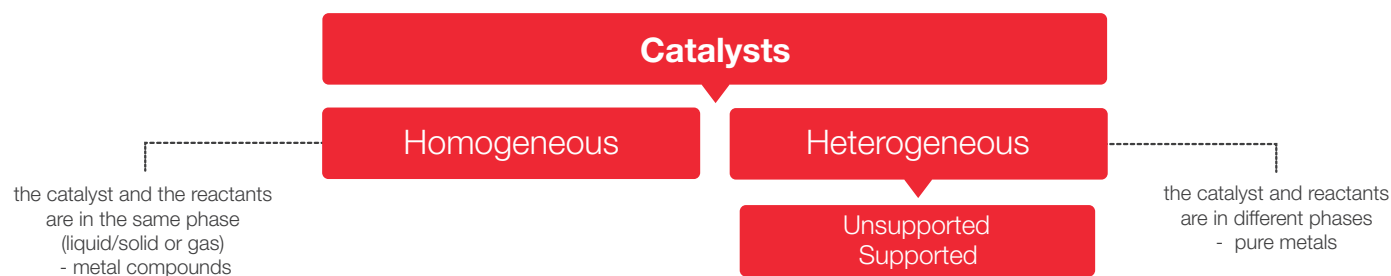 Catalysts
Homogeneous
Heterogeneous
the catalyst and the reactants
are in the same phase
(liquid/solid or gas)
- metal compounds
Unsupported
Supported
the catalyst and reactants
are in different phases
- pure metals